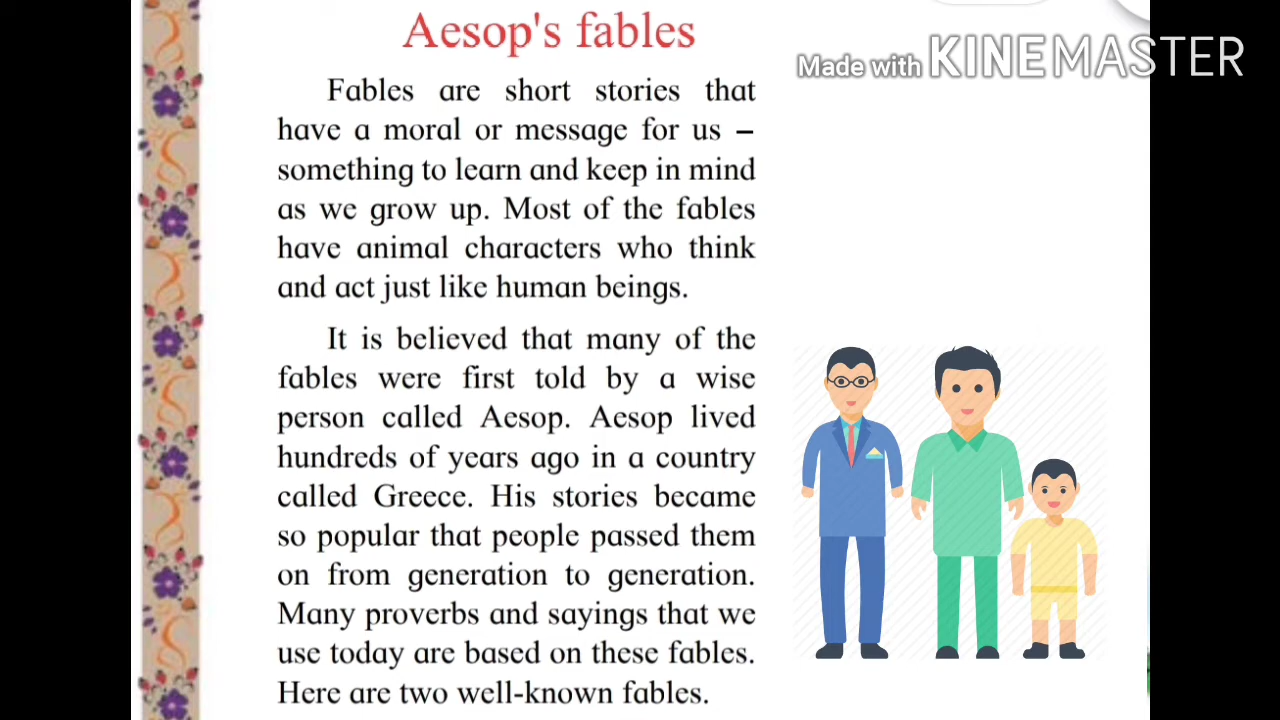 Aesop's fables
Made with KINEMASTER
Fables are short stories that
have a moral or message for us –
something to learn and keep in mind
as we grow up. Most of the fables
have animal characters who think
and act just like human beings.
It is believed that many of the
fables were first told by a wise
person called Aesop. Aesop lived
hundreds of years ago in a country
called Greece. His stories became
so popular that people passed them
on from generation to generation.
Many proverbs and sayings that we
use today are based on these fables.
Here are two well-known fables.